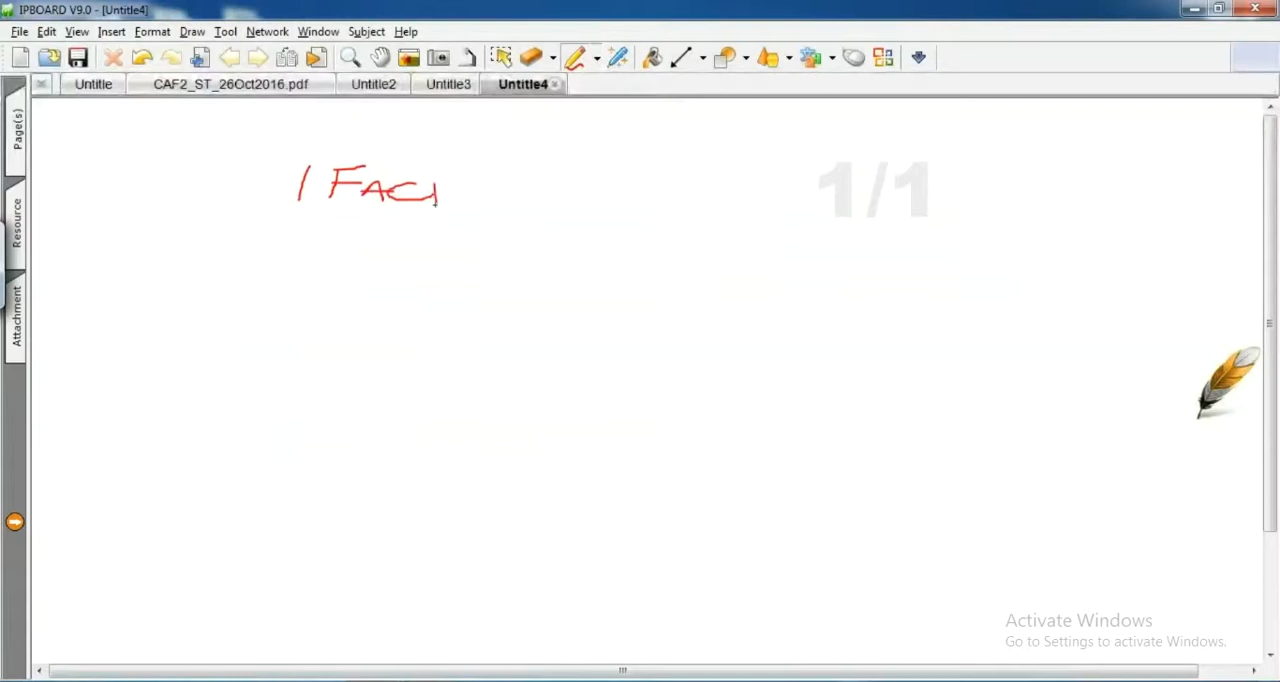 IPBOARD V9.0 - [Untitle4]
File Edit View Insert Format Draw Tool Network Window Subject Help
Untitle CAF2_ST_26Oct2016.pdf Untitle2 Untitle3 Untitle4
Page(s)
Resource
Attachment
1/1
1 FAC
Activate Windows
Go to Settings to activate Windows.